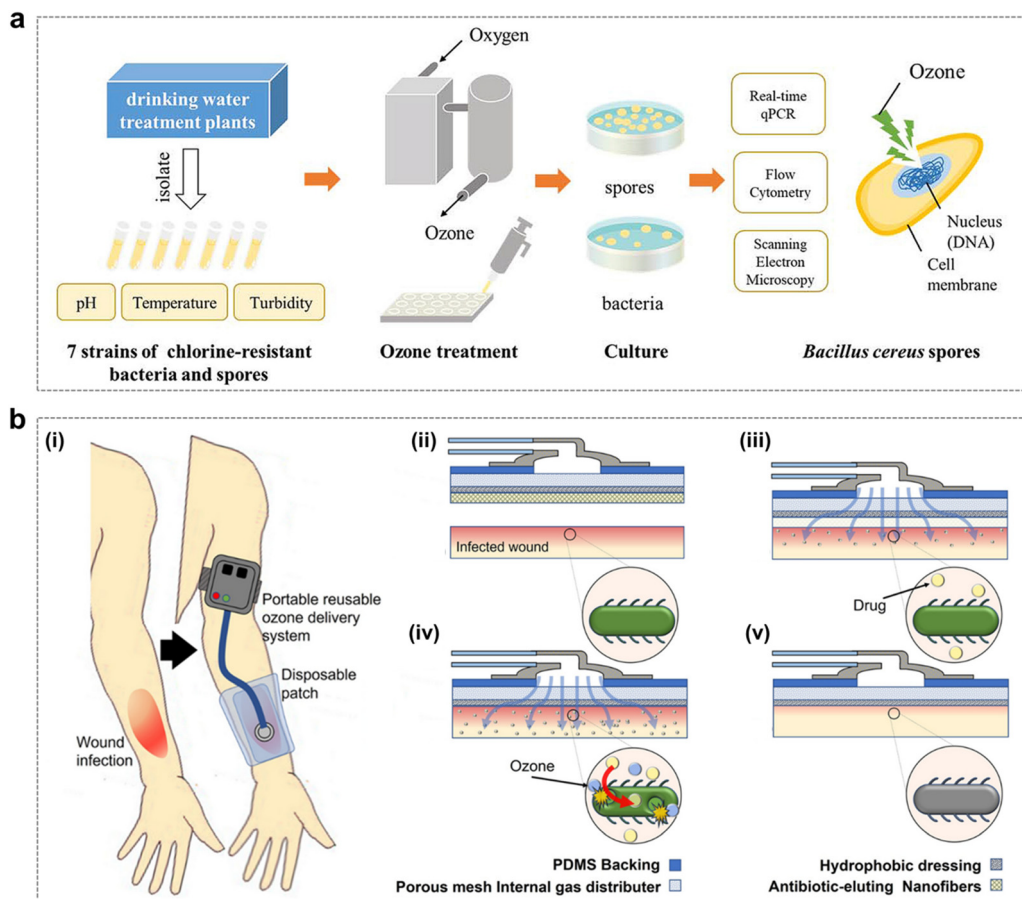 a
drinking water
treatment plants
isolate
pH
Temperature
Turbidity
7 strains of chlorine-resistant
bacteria and spores
Oxygen
Ozone
Ozone treatment
spores
bacteria
Culture
Real-time
qPCR
Flow
Cytometry
Scanning
Electron
Microscopy
Ozone
Nucleus
(DNA)
Cell
membrane
Bacillus cereus spores
b
(i)
Wound
infection
Portable reusable
ozone delivery
system
Disposable
patch
(ii)
Infected wound
(iii)
Drug
(iv)
Ozone
(v)
PDMS Backing
Porous mesh Internal gas distributer
Hydrophobic dressing
Antibiotic-eluting Nanofibers